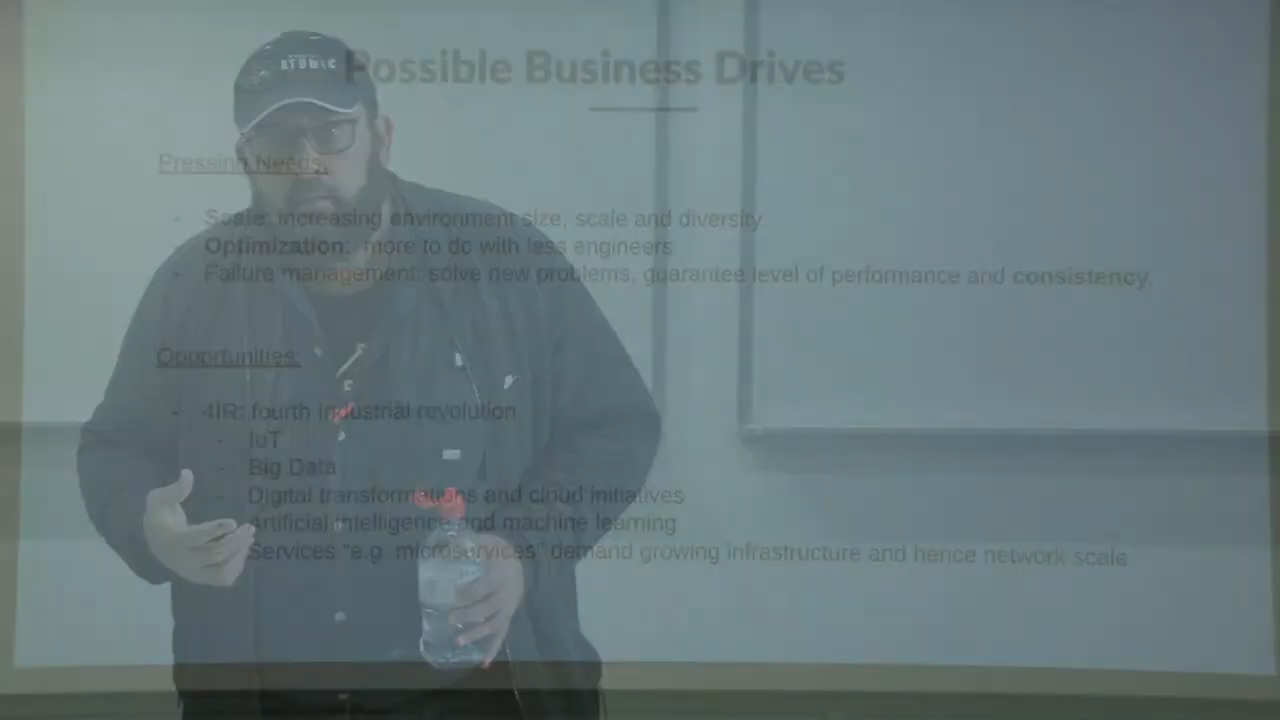 ATOMIC
Possible Business Drives
Pressing Needs:
- Scale: increasing environment size, scale and diversity
- Optimization: more to do with less engineers
- Failure management: solve new problems, guarantee level of performance and consistency.
Opportunities:
- 4IR: fourth industrial revolution
- IoT
- Big Data
- Digital transformations and cloud initiatives
- Artificial intelligence and machine learning
- Services "e.g. microservices" demand growing infrastructure and hence network scale